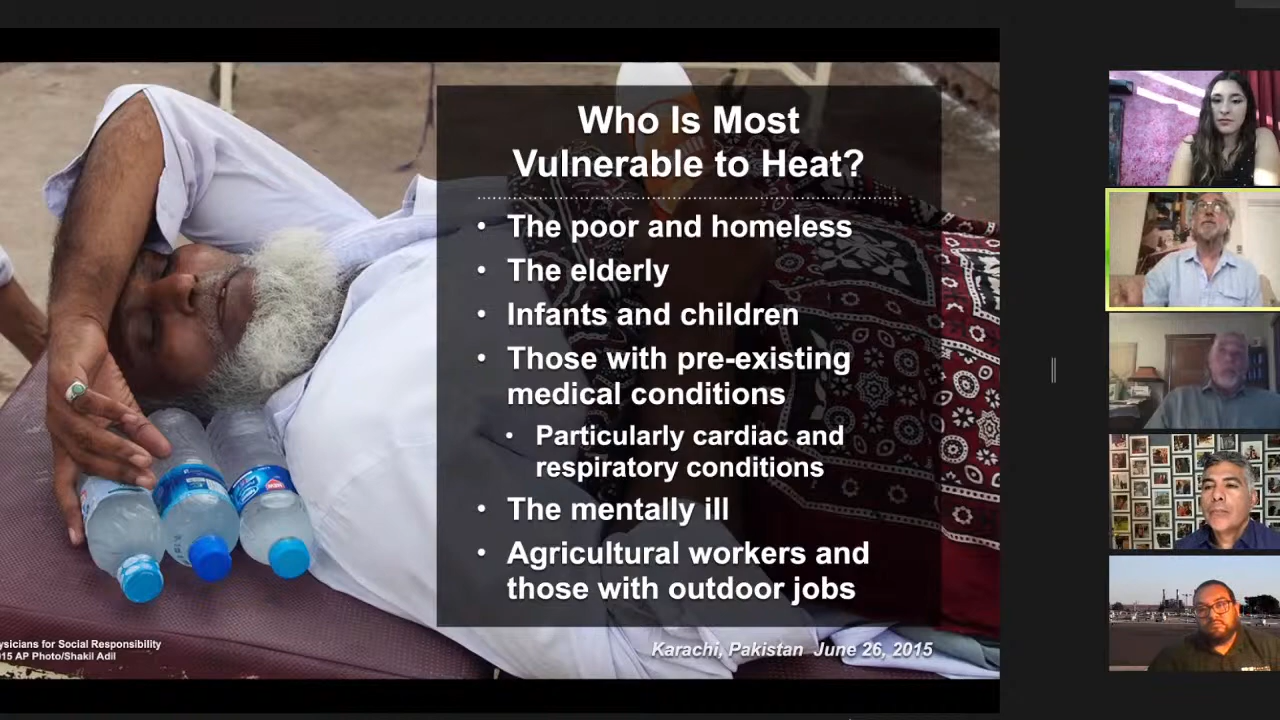 Who Is Most
Vulnerable to Heat?
• The poor and homeless
• The elderly
• Infants and children
• Those with pre-existing
medical conditions
• Particularly cardiac and
respiratory conditions
• The mentally ill
• Agricultural workers and
those with outdoor jobs
Karachi, Pakistan June 26, 2015
ysicians for Social Responsibility
15 AP Photo/Shakil Adil